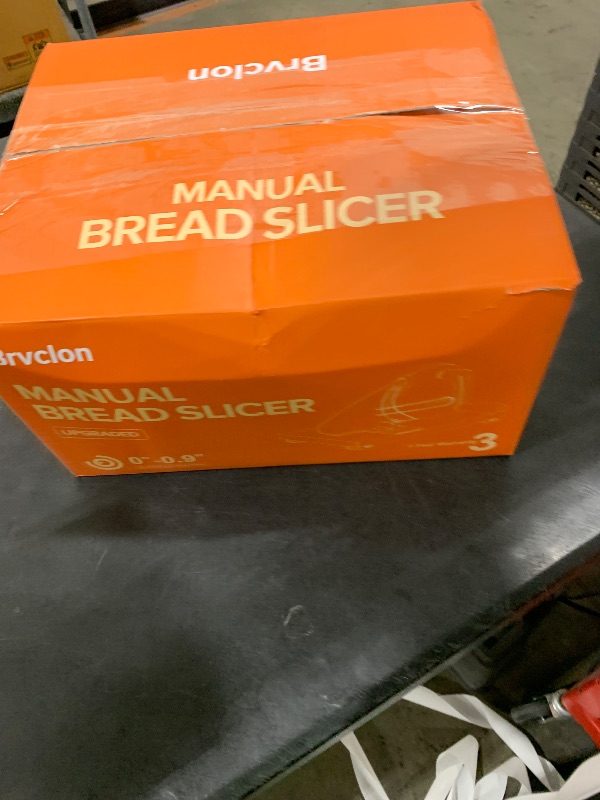 Brvclon
MANUAL
BREAD SLICER
Brvclon
MANUAL
BREAD SLICER
UPGRADED
0"-0.9"
3